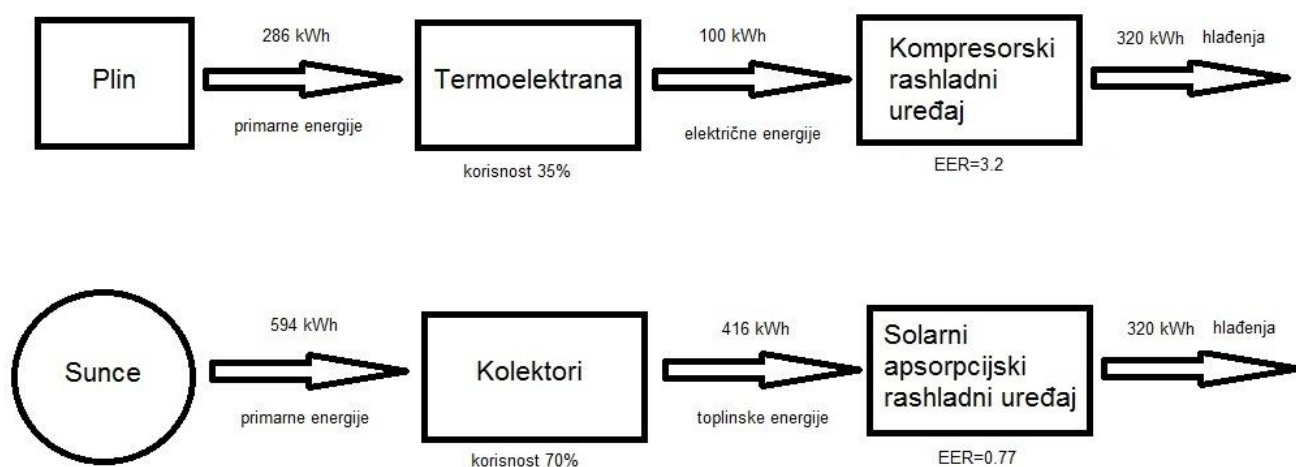 286 kWh
100 kWh
320 kWh hlađenja
Plin
Termoelektrana
Kompresorski
rashladni
uređaj
primarne energije
električne energije
korisnost 35%
EER=3.2
594 kWh
416 kWh
320 kWh hlađenja
Sunce
Kolektori
Solarni
apsorpcijski
rashladni uređaj
primarne energije
toplinske energije
korisnost 70%
EER=0.77